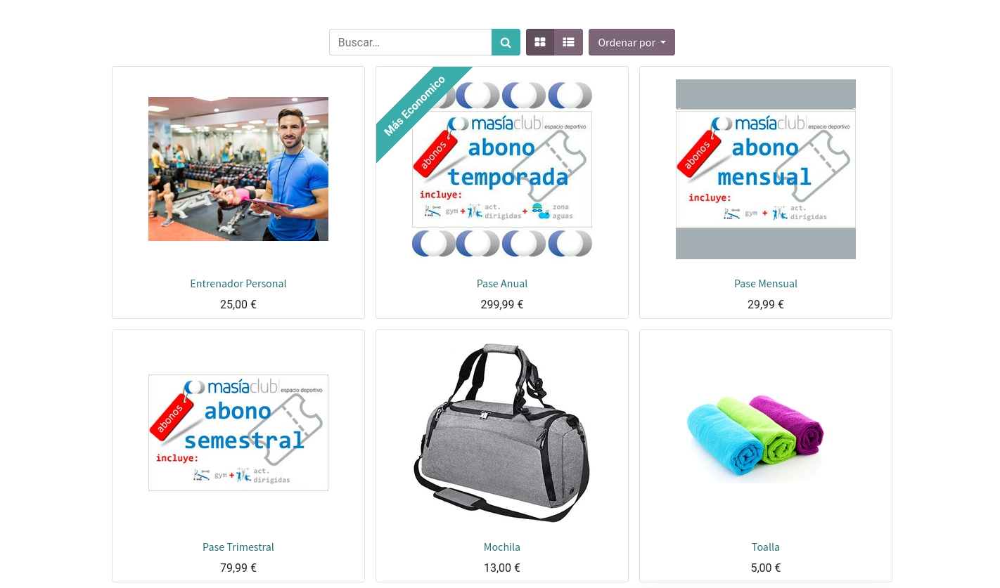 Buscar...
Ordenar por
Más Economico
masíaclub espacio deportivo
abonos
abono
temporada
incluye:
gym + act. dirigidas + zona aguas
masíaclub espacio deportivo
abonos
abono
mensual
incluye:
gym + act. dirigidas
Entrenador Personal
25,00 €
Pase Anual
299,99 €
Pase Mensual
29,99 €
masíaclub espacio deportivo
abonos
abono
semestral
incluye:
gym + act. dirigidas
Pase Trimestral
79,99 €
Mochila
13,00 €
Toalla
5,00 €